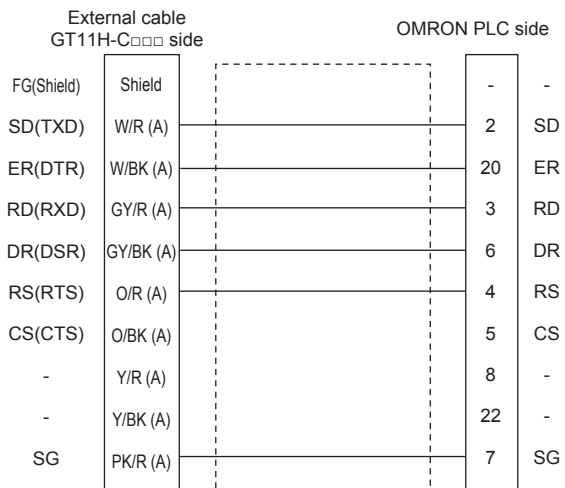 External cable
GT11H-C□□□ side
OMRON PLC side
FG(Shield) Shield - -
SD(TXD) W/R (A) 2 SD
ER(DTR) W/BK (A) 20 ER
RD(RXD) GY/R (A) 3 RD
DR(DSR) GY/BK (A) 6 DR
RS(RTS) O/R (A) 4 RS
CS(CTS) O/BK (A) 5 CS
- Y/R (A) 8 -
- Y/BK (A) 22 -
SG PK/R (A) 7 SG